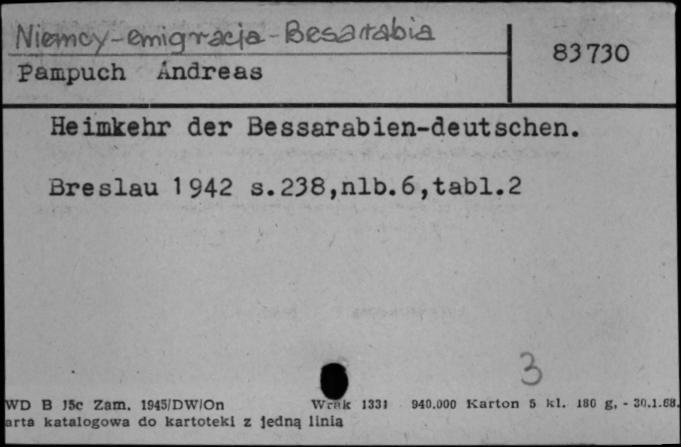 Niemcy-emigracja-Besarabia
83730
Pampuch Andreas
Heimkehr der Bessarabien-deutschen.
Breslau 1942 s.238,nlb.6,tabl.2
3
WD B 15c Zam. 1945/DW/On Wrak 1331 940.000 Karton 5 kl. 180 g, - 30.1.68.
arta katalogowa do kartoteki z jedną linią